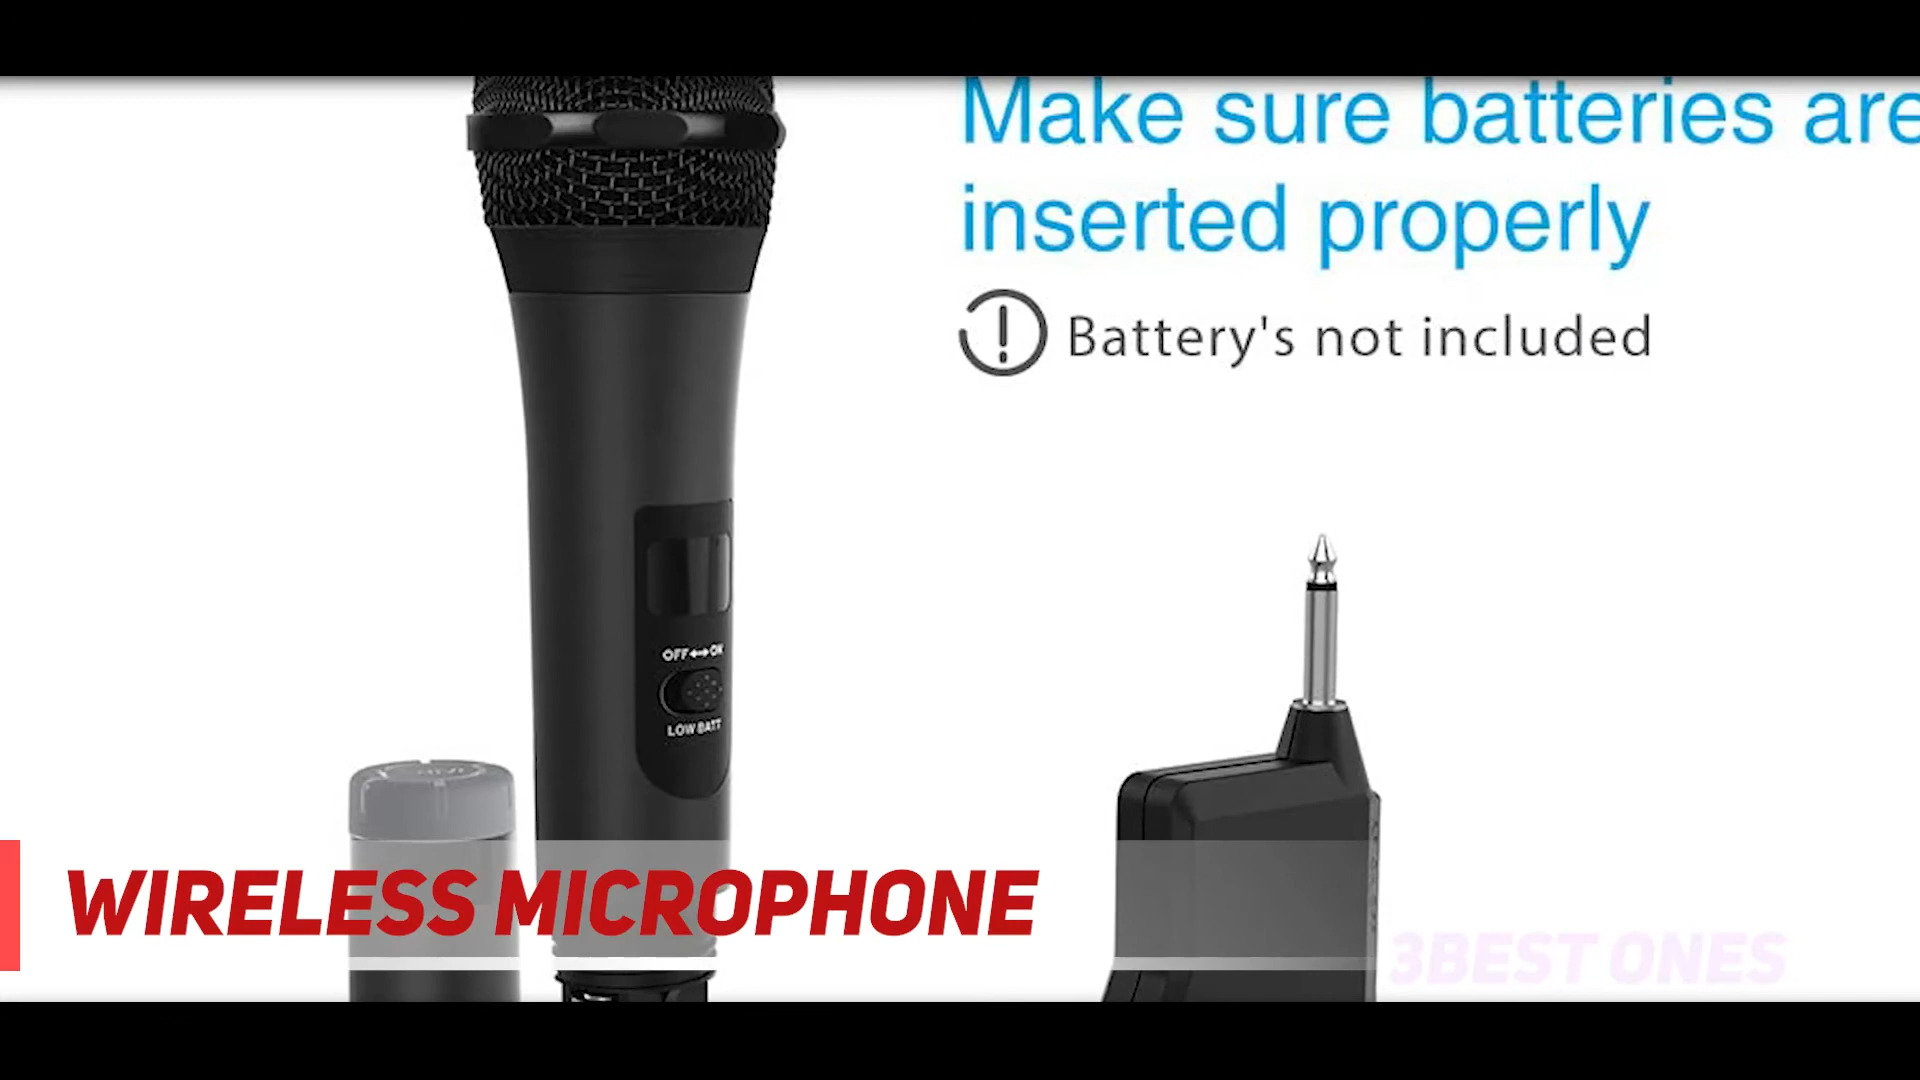 Make sure batteries are
inserted properly
Battery's not included
OFF↔ON
LOW BATT
WIRELESS MICROPHONE
3BEST ONES